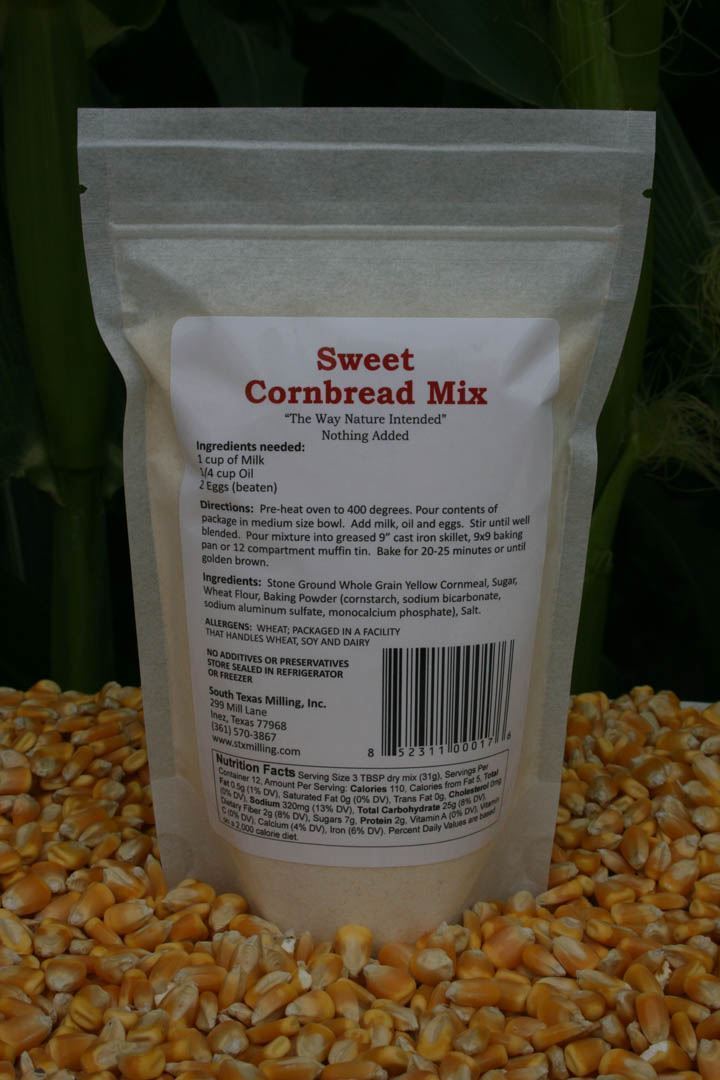 Sweet
Cornbread Mix
“The Way Nature Intended”
Nothing Added
Ingredients needed:
1 cup of Milk
1/4 cup Oil
2 Eggs (beaten)
Directions: Pre-heat oven to 400 degrees. Pour contents of
package in medium size bowl. Add milk, oil and eggs. Stir until well
blended. Pour mixture into greased 9” cast iron skillet, 9x9 baking
pan or 12 compartment muffin tin. Bake for 20-25 minutes or until
golden brown.
Ingredients: Stone Ground Whole Grain Yellow Cornmeal, Sugar,
Wheat Flour, Baking Powder (cornstarch, sodium bicarbonate,
sodium aluminum sulfate, monocalcium phosphate), Salt.
ALLERGENS: WHEAT; PACKAGED IN A FACILITY
THAT HANDLES WHEAT, SOY AND DAIRY
NO ADDITIVES OR PRESERVATIVES
STORE SEALED IN REFRIGERATOR
OR FREEZER
South Texas Milling, Inc.
299 Mill Lane
Inez, Texas 77968
(361) 570-3867
www.stxmilling.com
8 52311 00017 6
Nutrition Facts Serving Size 3 TBSP dry mix (31g), Servings Per
Container 12, Amount Per Serving: Calories 110, Calories from Fat 5, Total
Fat 0.5g (1% DV), Saturated Fat 0g (0% DV), Trans Fat 0g, Cholesterol 0mg
(0% DV), Sodium 320mg (13% DV), Total Carbohydrate 25g (8% DV),
Dietary Fiber 2g (8% DV), Sugars 7g, Protein 2g, Vitamin A (0% DV), Vitamin
C (0% DV), Calcium (4% DV), Iron (6% DV). Percent Daily Values are based
on a 2,000 calorie diet.